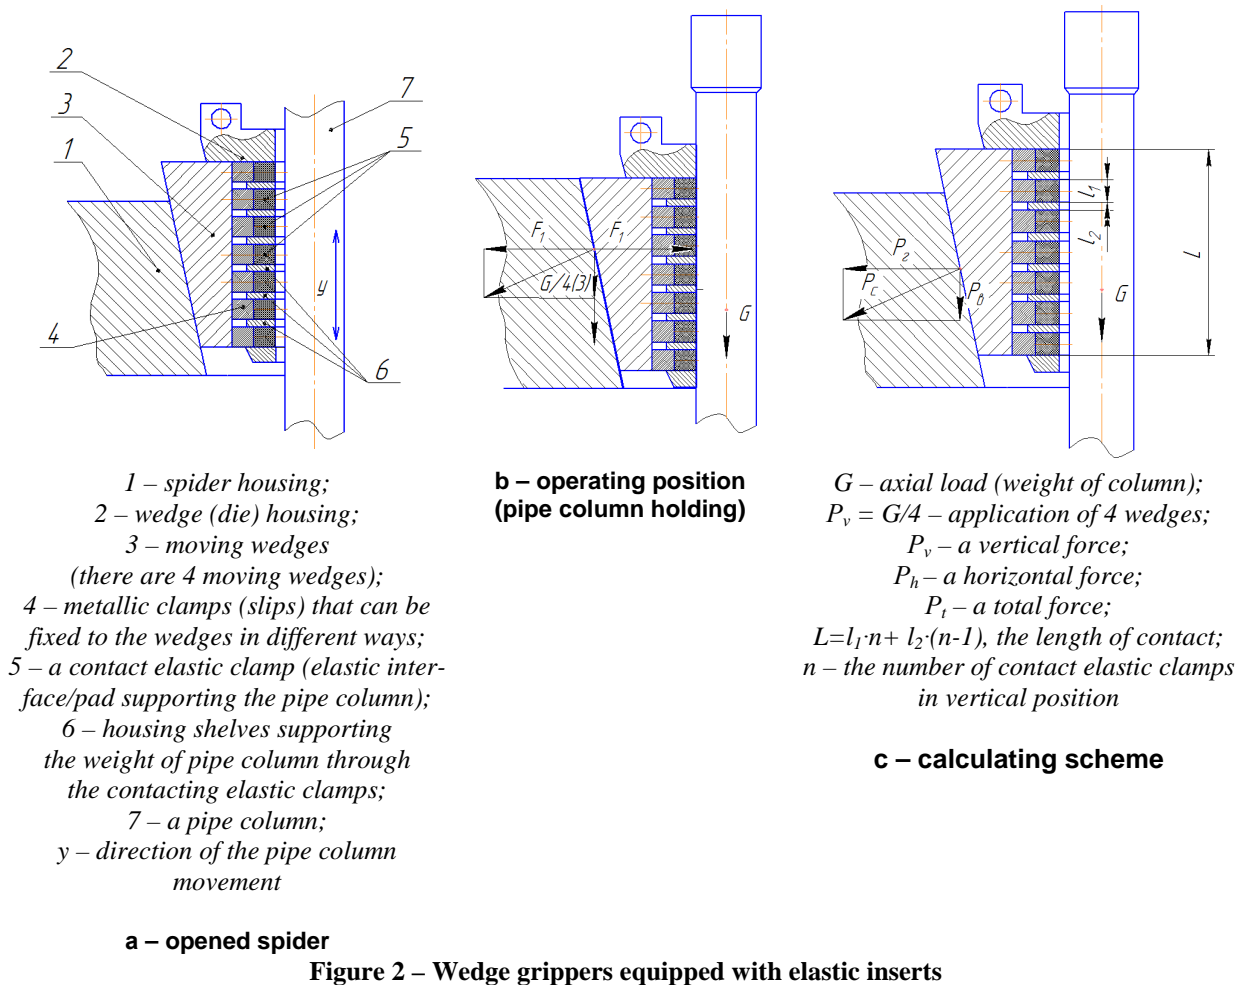 2
3
1
4
7
5
y
6
F₁
F₁
G/4(3)
G
P₂
P_c
P_в
G
l₁
l₂
L
1 – spider housing;
2 – wedge (die) housing;
3 – moving wedges
(there are 4 moving wedges);
4 – metallic clamps (slips) that can be
fixed to the wedges in different ways;
5 – a contact elastic clamp (elastic inter-
face/pad supporting the pipe column);
6 – housing shelves supporting
the weight of pipe column through
the contacting elastic clamps;
7 – a pipe column;
y – direction of the pipe column
movement
a – opened spider
b – operating position
(pipe column holding)
G – axial load (weight of column);
Pᵥ = G/4 – application of 4 wedges;
Pᵥ – a vertical force;
Pₕ – a horizontal force;
Pₜ – a total force;
L=l₁·n+ l₂·(n-1), the length of contact;
n – the number of contact elastic clamps
in vertical position
c – calculating scheme
Figure 2 – Wedge grippers equipped with elastic inserts